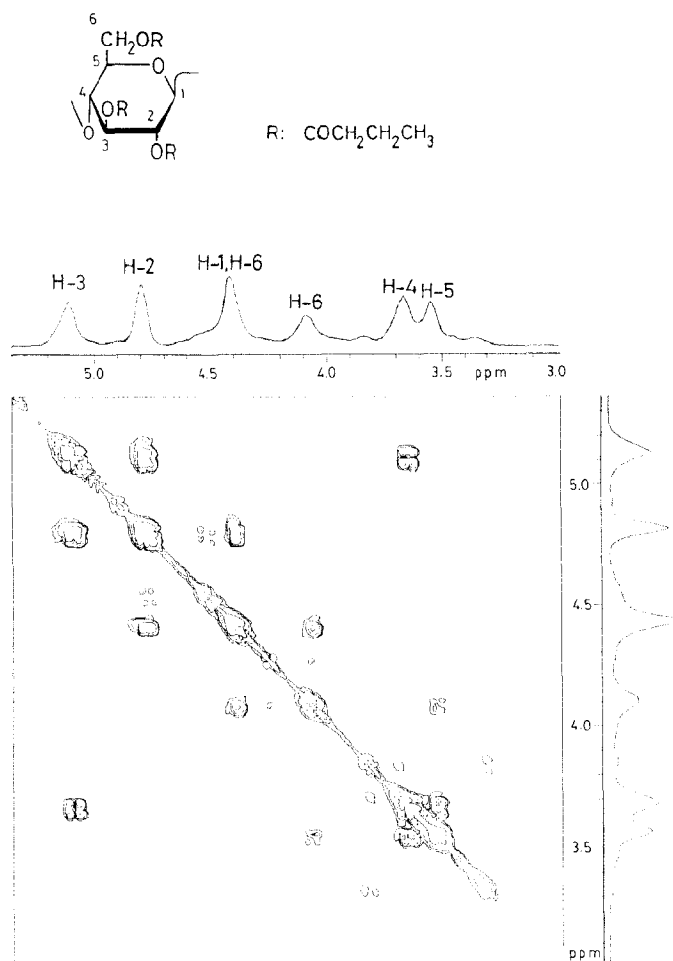 6
CH2OR
5
O
4
OR
1
2
O
3
OR
R: COCH2CH2CH3
H-3
H-2
H-1,H-6
H-6
H-4
H-5
5.0
4.5
4.0
3.5
ppm
3.0
5.0
4.5
4.0
3.5
ppm